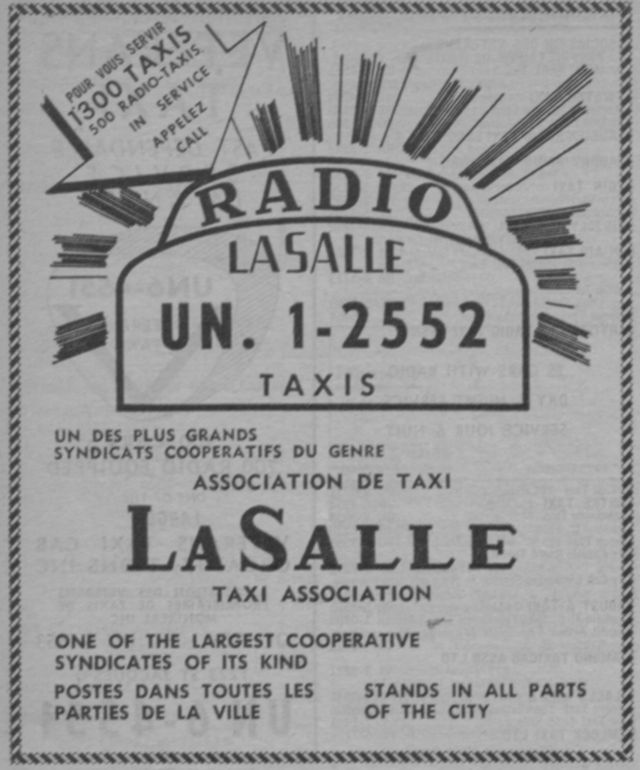 POUR VOUS SERVIR
1300 TAXIS
500 RADIO-TAXIS
IN SERVICE
APPELEZ
CALL
RADIO
LASALLE
UN. 1-2552
TAXIS
UN DES PLUS GRANDS
SYNDICATS COOPERATIFS DU GENRE
ASSOCIATION DE TAXI
LASALLE
TAXI ASSOCIATION
ONE OF THE LARGEST COOPERATIVE
SYNDICATES OF ITS KIND
POSTES DANS TOUTES LES
PARTIES DE LA VILLE
STANDS IN ALL PARTS
OF THE CITY